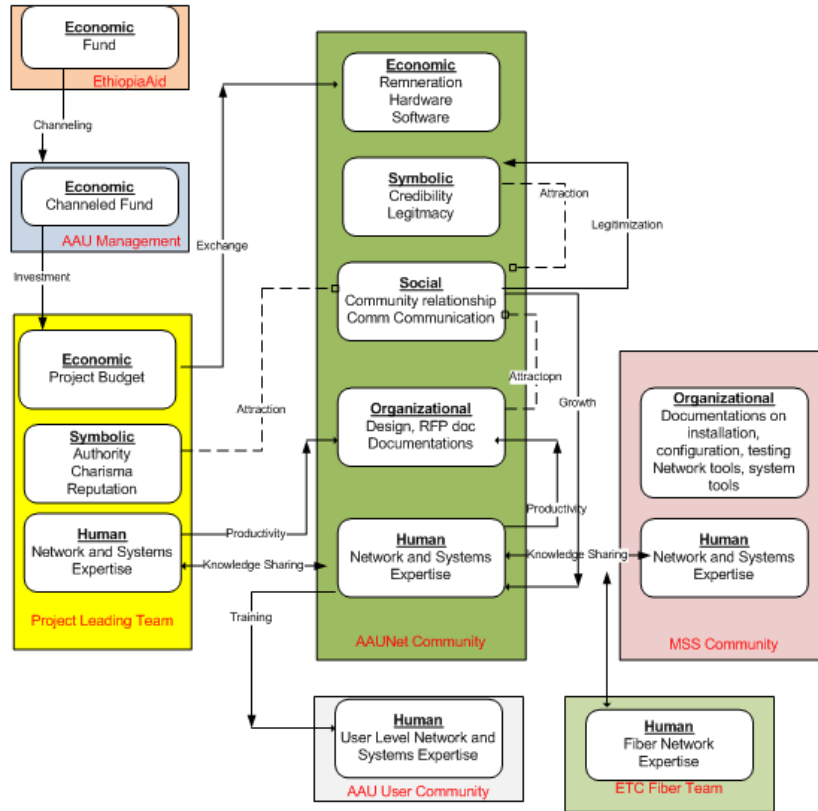 Economic
Fund
EthiopiaAid
Channeling
Economic
Channeled Fund
AAU Management
Investment
Economic
Project Budget
Symbolic
Authority
Charisma
Reputation
Human
Network and Systems
Expertise
Project Leading Team
Exchange
Attraction
Productivity
Knowledge Sharing
Training
Economic
Remneration
Hardware
Software
Symbolic
Credibility
Legitmacy
Attraction
Legitimization
Social
Community relationship
Comm Communication
Attractopn
Growth
Organizational
Design, RFP doc
Documentations
Productivity
Human
Network and Systems
Expertise
Knowledge Sharing
AAUNet Community
Organizational
Documentations on
installation,
configuration, testing
Network tools, system
tools
Human
Network and Systems
Expertise
MSS Community
Human
User Level Network and
Systems Expertise
AAU User Community
Human
Fiber Network
Expertise
ETC Fiber Team